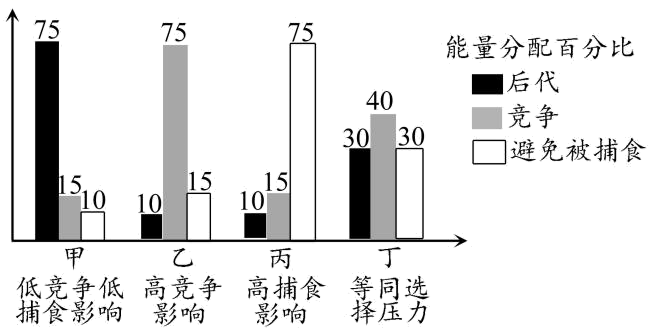 能量分配百分比
后代
竞争
避免被捕食
75 15 10
10 75 15
10 15 75
30 40 30
甲 乙 丙 丁
低竞争低捕食影响
高竞争影响
高捕食影响
等同选择压力